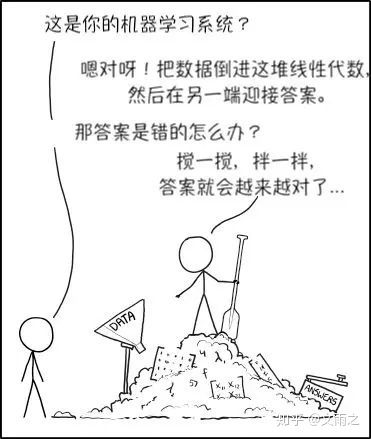 这是你的机器学习系统？
嗯对呀！把数据倒进这堆线性代数，
然后在另一端迎接答案。
那答案是错的怎么办？
搅一搅，拌一拌，
答案就会越来越对了...
DATA
ANSWERS
知乎 @文雨之